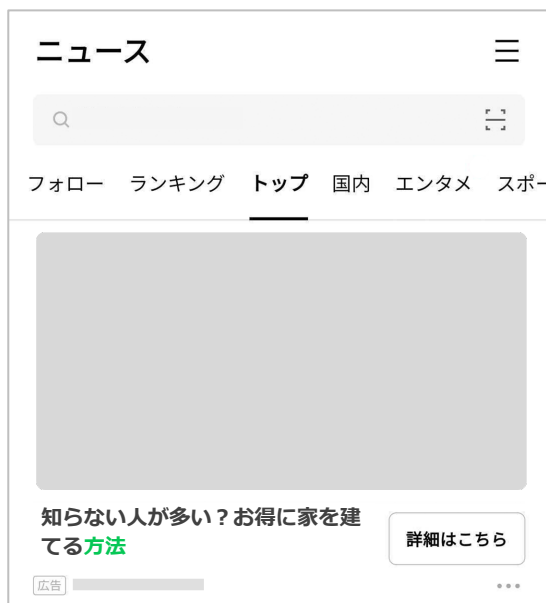 ニュース
フォロー ランキング トップ 国内 エンタメ スポー
知らない人が多い？お得に家を建
てる方法
詳細はこちら
広告